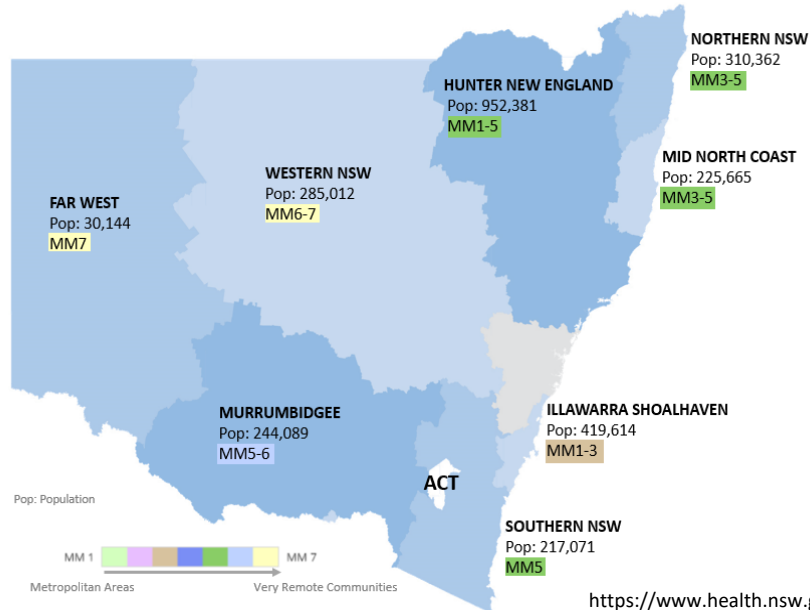 NORTHERN NSW
Pop: 310,362
MM3-5
HUNTER NEW ENGLAND
Pop: 952,381
MM1-5
MID NORTH COAST
Pop: 225,665
MM3-5
WESTERN NSW
Pop: 285,012
MM6-7
FAR WEST
Pop: 30,144
MM7
MURRUMBIDGEE
Pop: 244,089
MM5-6
ILLAWARRA SHOALHAVEN
Pop: 419,614
MM1-3
ACT
SOUTHERN NSW
Pop: 217,071
MM5
Pop: Population
MM 1
MM 7
Metropolitan Areas
Very Remote Communities
https://www.health.nsw.g